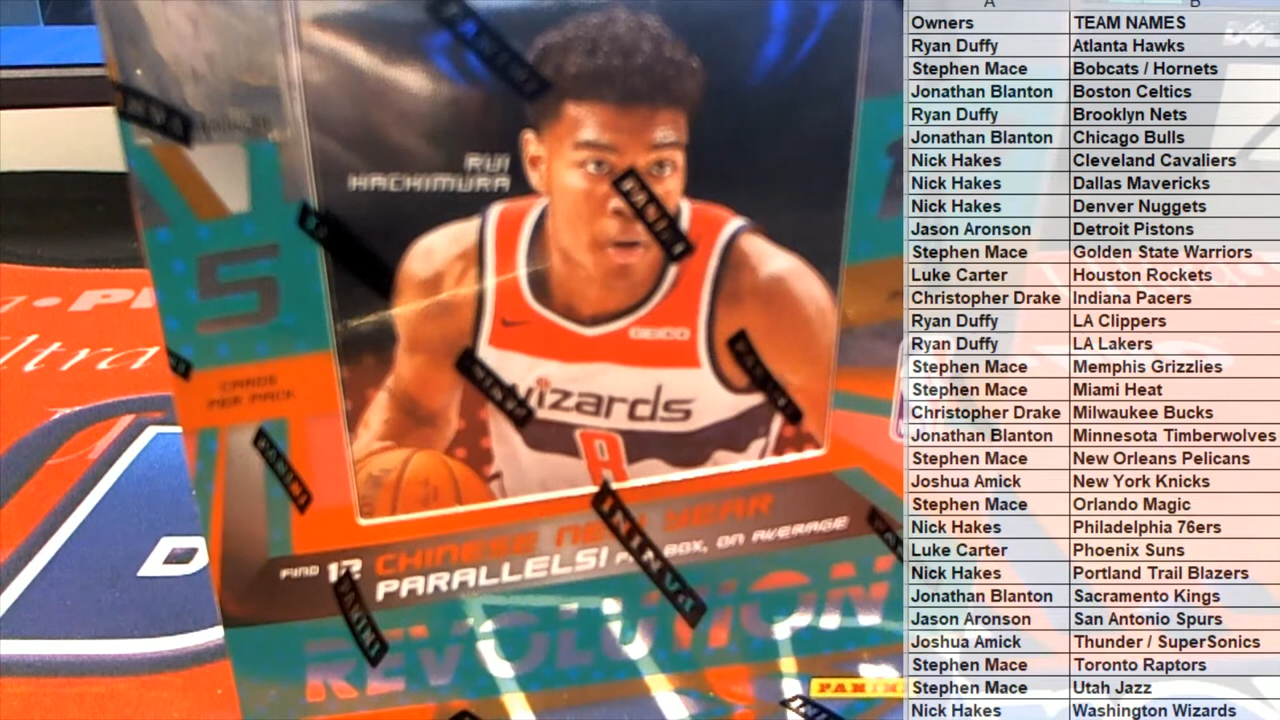 RUI
HACHIMURA
PANINI
5
CARDS
PER PACK
GEICO
wizards
8
FIND 12 CHINESE NEW YEAR
PARALLELS! PER BOX, ON AVERAGE
REVOLUTION
PANINI
A B
Owners TEAM NAMES
Ryan Duffy Atlanta Hawks
Stephen Mace Bobcats / Hornets
Jonathan Blanton Boston Celtics
Ryan Duffy Brooklyn Nets
Jonathan Blanton Chicago Bulls
Nick Hakes Cleveland Cavaliers
Nick Hakes Dallas Mavericks
Nick Hakes Denver Nuggets
Jason Aronson Detroit Pistons
Stephen Mace Golden State Warriors
Luke Carter Houston Rockets
Christopher Drake Indiana Pacers
Ryan Duffy LA Clippers
Ryan Duffy LA Lakers
Stephen Mace Memphis Grizzlies
Stephen Mace Miami Heat
Christopher Drake Milwaukee Bucks
Jonathan Blanton Minnesota Timberwolves
Stephen Mace New Orleans Pelicans
Joshua Amick New York Knicks
Stephen Mace Orlando Magic
Nick Hakes Philadelphia 76ers
Luke Carter Phoenix Suns
Nick Hakes Portland Trail Blazers
Jonathan Blanton Sacramento Kings
Jason Aronson San Antonio Spurs
Joshua Amick Thunder / SuperSonics
Stephen Mace Toronto Raptors
Stephen Mace Utah Jazz
Nick Hakes Washington Wizards